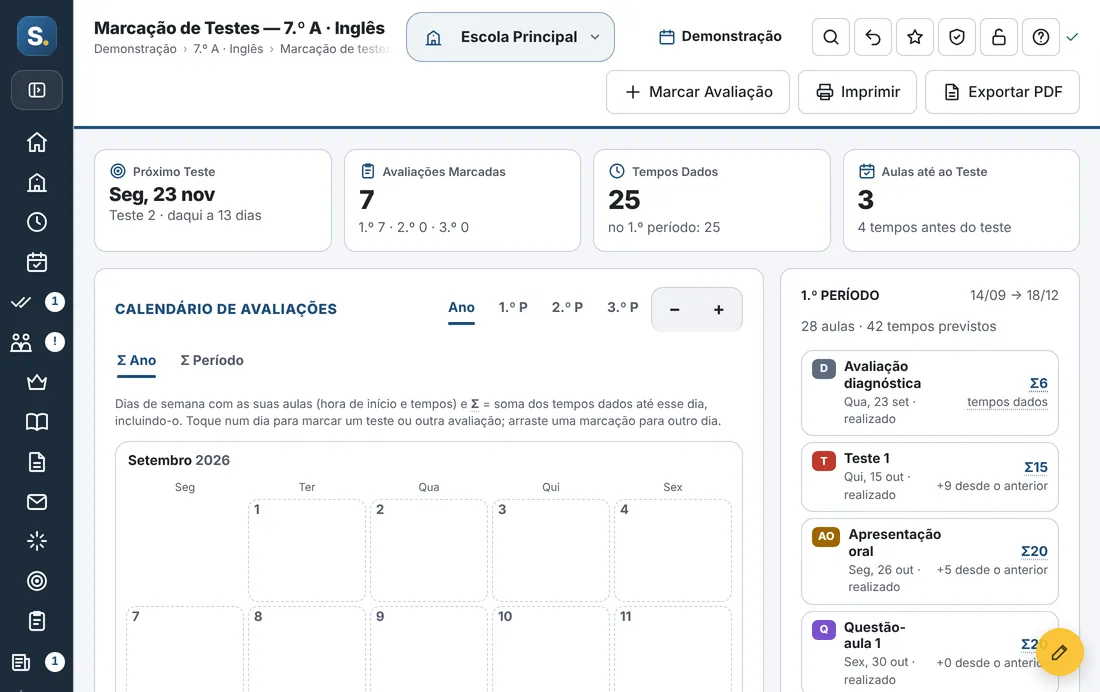 S.
Marcação de Testes — 7.º A · Inglês
Demonstração › 7.º A · Inglês › Marcação de testes
Escola Principal
Demonstração
Marcar Avaliação
Imprimir
Exportar PDF
Próximo Teste
Seg, 23 nov
Teste 2 · daqui a 13 dias
Avaliações Marcadas
7
1.º 7 · 2.º 0 · 3.º 0
Tempos Dados
25
no 1.º período: 25
Aulas até ao Teste
3
4 tempos antes do teste
1
!
1
CALENDÁRIO DE AVALIAÇÕES
Ano 1.º P 2.º P 3.º P − +
Σ Ano Σ Período
Dias de semana com as suas aulas (hora de início e tempos) e Σ = soma dos tempos dados até esse dia,
incluindo-o. Toque num dia para marcar um teste ou outra avaliação; arraste uma marcação para outro dia.
Setembro 2026
Seg Ter Qua Qui Sex
1 2 3 4
7 8 9 10 11
1.º PERÍODO 14/09 → 18/12
28 aulas · 42 tempos previstos
D
Avaliação
diagnóstica
Qua, 23 set ·
realizado
Σ6
tempos dados
T
Teste 1
Qui, 15 out ·
realizado
Σ15
+9 desde o anterior
AO
Apresentação
oral
Seg, 26 out ·
realizado
Σ20
+5 desde o anterior
Q
Questão-
aula 1
Sex, 30 out ·
realizado
+0 desde o